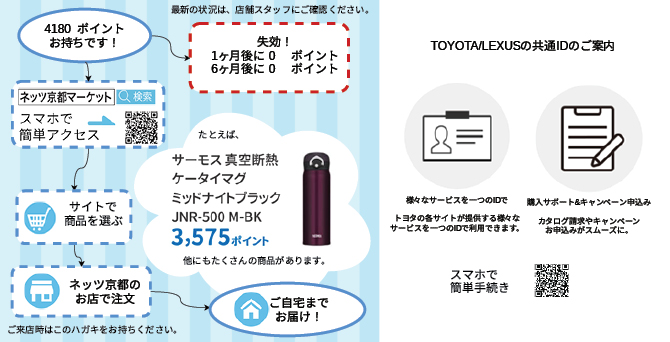 最新の状況は、店舗スタッフにご確認ください。
4180 ポイント
お持ちです！
失効！
1ヶ月後に 0 ポイント
6ヶ月後に 0 ポイント
ネッツ京都マーケット 検索
スマホで
簡単アクセス
サイトで
商品を選ぶ
ネッツ京都の
お店で注文
ご自宅まで
お届け！
ご来店時はこのハガキをお持ちください。
たとえば、
サーモス 真空断熱
ケータイマグ
ミッドナイトブラック
JNR-500 M-BK
3,575ポイント
他にもたくさんの商品があります。
TOYOTA/LEXUSの共通IDのご案内
様々なサービスを一つのIDで
トヨタの各サイトが提供する様々な
サービスを一つのIDで利用できます。
購入サポート&キャンペーン申込み
カタログ請求やキャンペーン
お申込みがスムーズに。
スマホで
簡単手続き